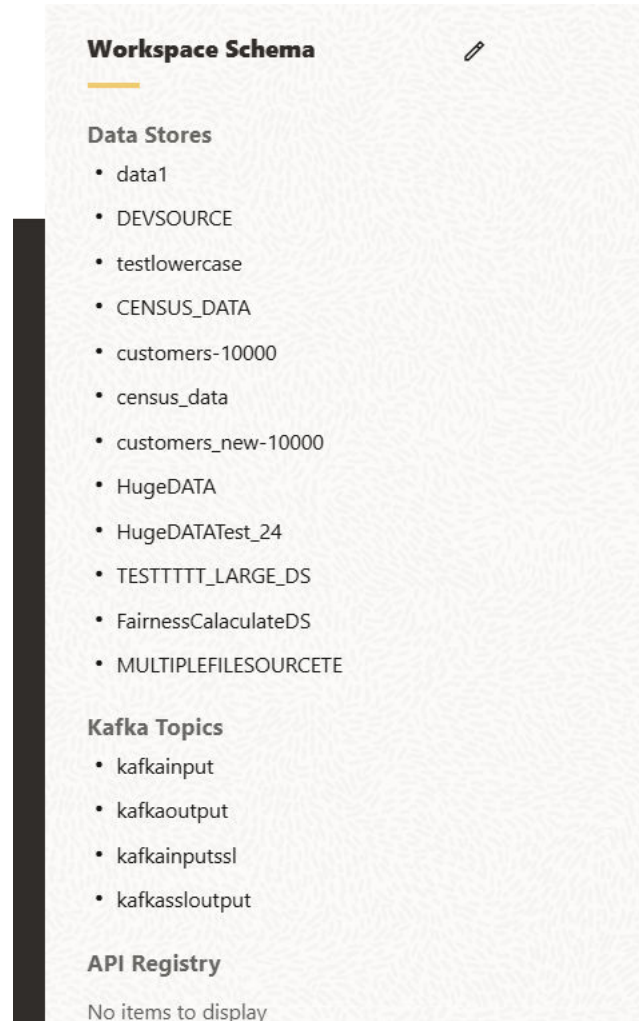 Workspace Schema
Data Stores
• data1
• DEVSOURCE
• testlowercase
• CENSUS_DATA
• customers-10000
• census_data
• customers_new-10000
• HugeDATA
• HugeDATATest_24
• TESTTTTT_LARGE_DS
• FairnessCalaculateDS
• MULTIPLEFILESOURCETE
Kafka Topics
• kafkainput
• kafkaoutput
• kafkainputssl
• kafkassloutput
API Registry
No items to display